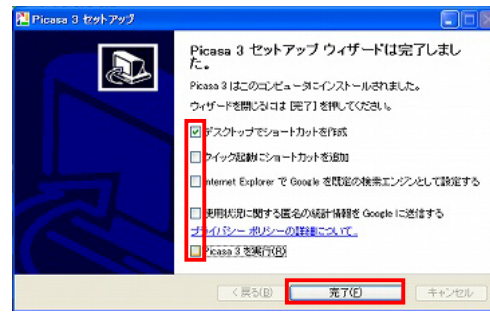 Picasa 3 セットアップ
Picasa 3 セットアップ ウィザードは完了しまし
た。
Picasa 3 はこのコンピュータにインストールされました。
ウィザードを閉じるには [完了] を押してください。
デスクトップでショートカットを作成
クイック起動にショートカットを追加
Internet Explorer で Google を既定の検索エンジンとして設定する
使用状況に関する匿名の統計情報を Google に送信する
プライバシー ポリシーの詳細について。
Picasa 3 を実行(R)
< 戻る(B)
完了(F)
キャンセル